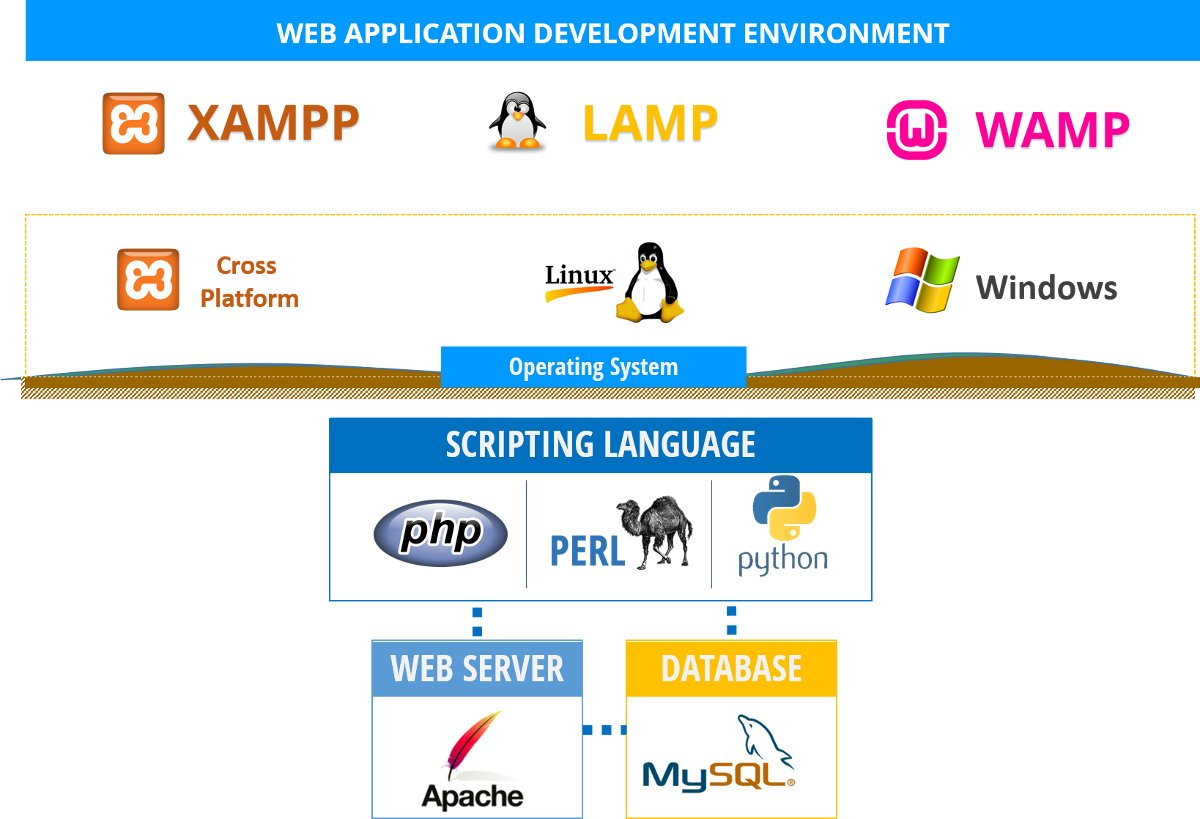 WEB APPLICATION DEVELOPMENT ENVIRONMENT
XAMPP
LAMP
WAMP
Cross
Platform
Linux
Windows
Operating System
SCRIPTING LANGUAGE
php
PERL
python
WEB SERVER
DATABASE
Apache
MySQL®